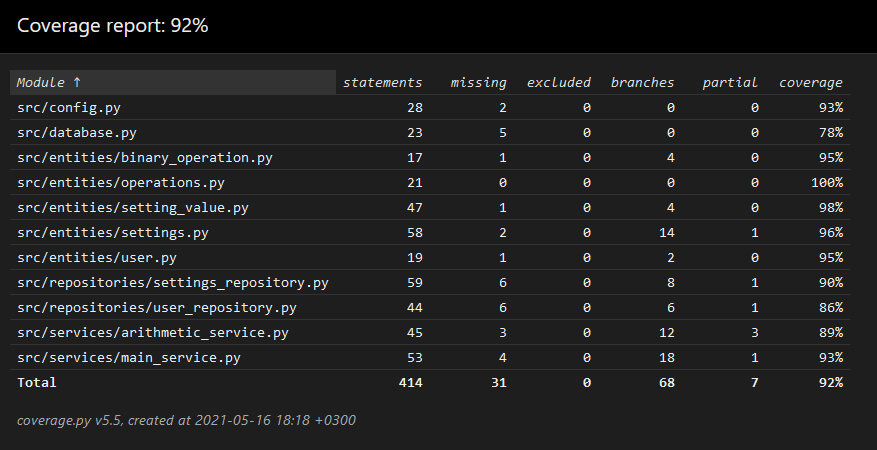 Coverage report: 92%
Module ↑ statements missing excluded branches partial coverage
src/config.py 28 2 0 0 0 93%
src/database.py 23 5 0 0 0 78%
src/entities/binary_operation.py 17 1 0 4 0 95%
src/entities/operations.py 21 0 0 0 0 100%
src/entities/setting_value.py 47 1 0 4 0 98%
src/entities/settings.py 58 2 0 14 1 96%
src/entities/user.py 19 1 0 2 0 95%
src/repositories/settings_repository.py 59 6 0 8 1 90%
src/repositories/user_repository.py 44 6 0 6 1 86%
src/services/arithmetic_service.py 45 3 0 12 3 89%
src/services/main_service.py 53 4 0 18 1 93%
Total 414 31 0 68 7 92%
coverage.py v5.5, created at 2021-05-16 18:18 +0300